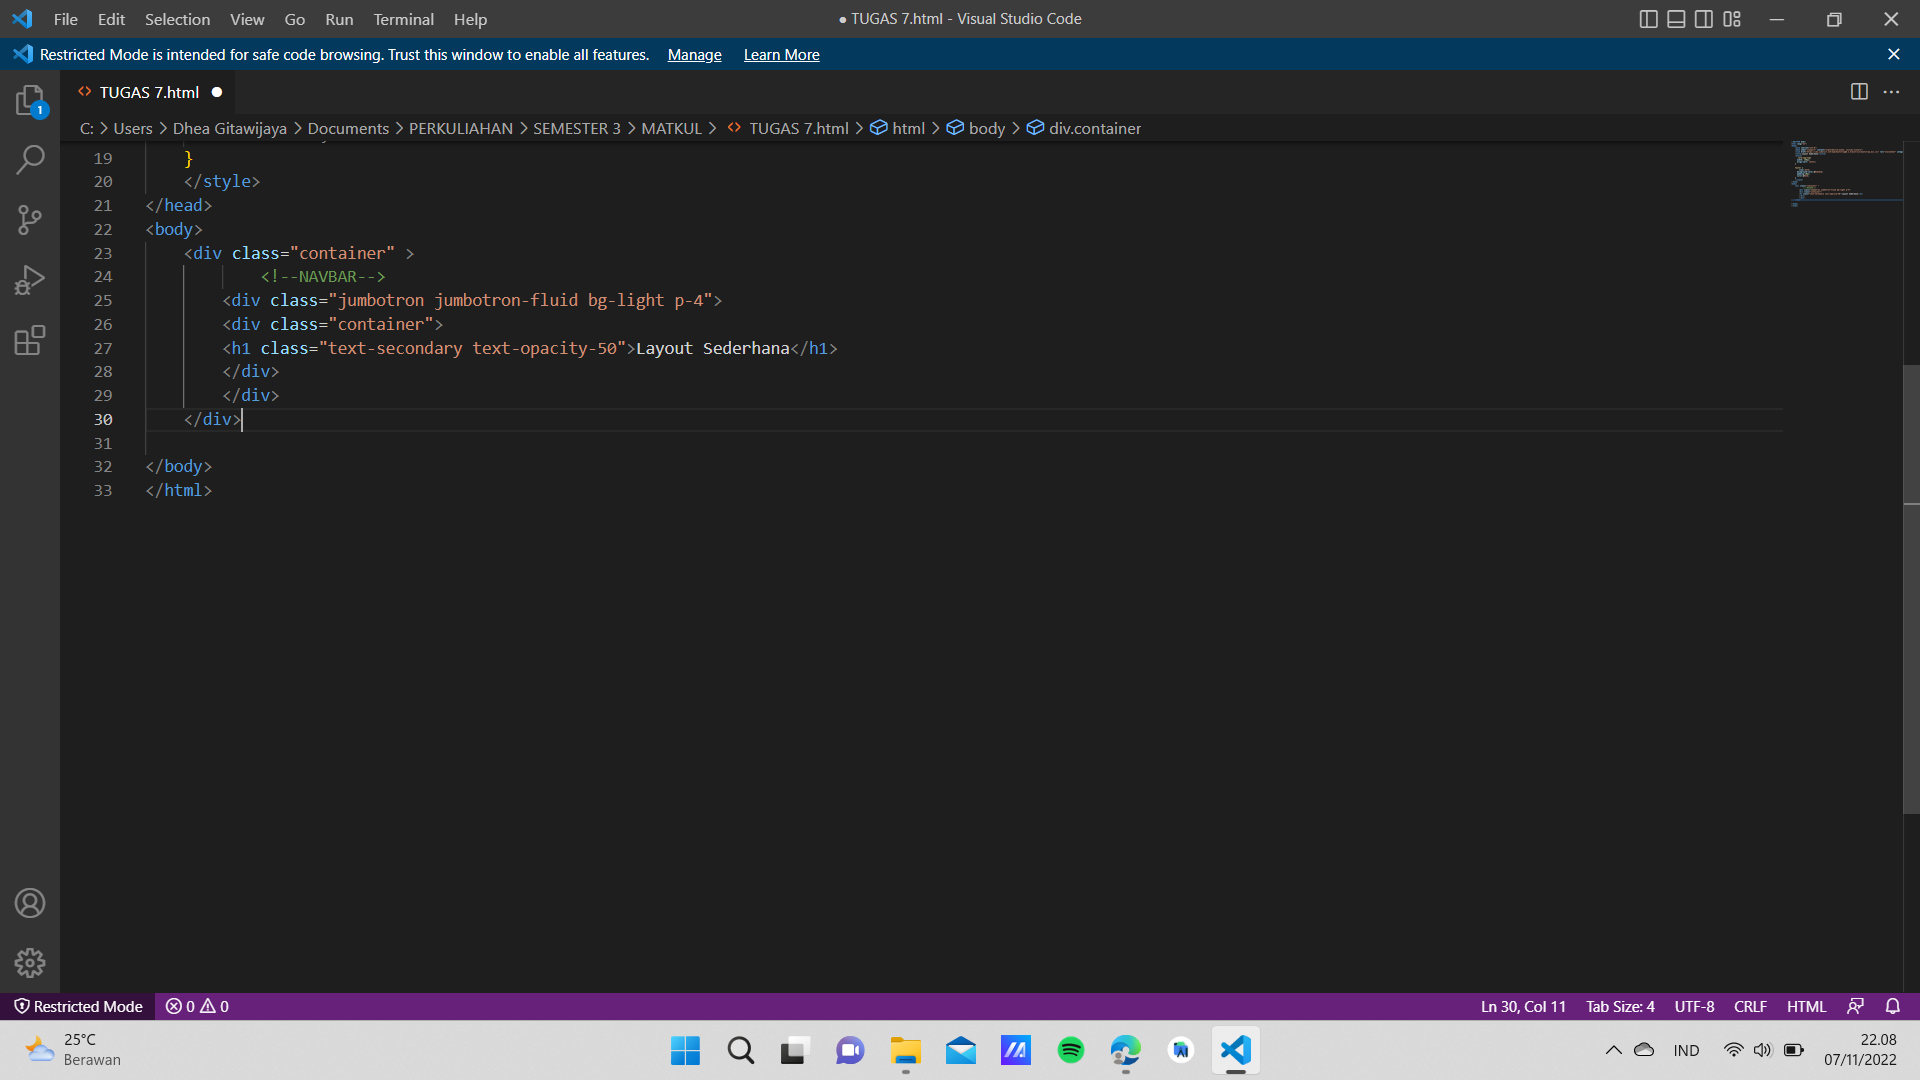 File Edit Selection View Go Run Terminal Help ● TUGAS 7.html - Visual Studio Code
Restricted Mode is intended for safe code browsing. Trust this window to enable all features. Manage Learn More
1 TUGAS 7.html
C: > Users > Dhea Gitawijaya > Documents > PERKULIAHAN > SEMESTER 3 > MATKUL > TUGAS 7.html > html > body > div.container
19 }
20 </style>
21 </head>
22 <body>
23 <div class="container" >
24 <!--NAVBAR-->
25 <div class="jumbotron jumbotron-fluid bg-light p-4">
26 <div class="container">
27 <h1 class="text-secondary text-opacity-50">Layout Sederhana</h1>
28 </div>
29 </div>
30 </div>
31
32 </body>
33 </html>
Restricted Mode 0 0 Ln 30, Col 11 Tab Size: 4 UTF-8 CRLF HTML
25°C
Berawan
IND
22.08
07/11/2022